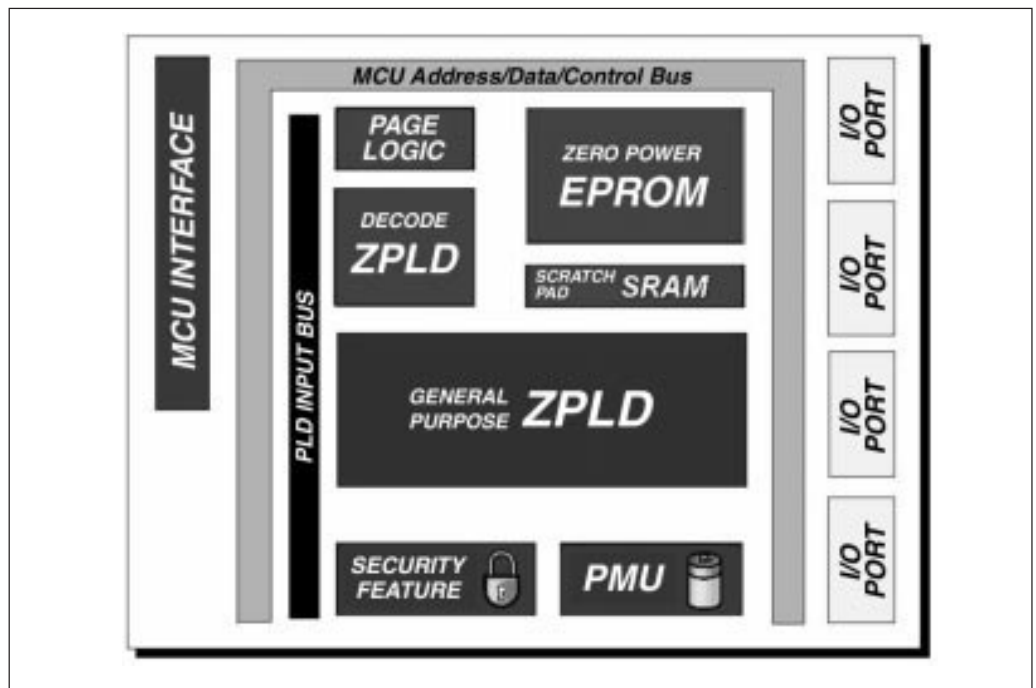 MCU INTERFACE
MCU Address/Data/Control Bus
PLD INPUT BUS
PAGE
LOGIC
DECODE
ZPLD
ZERO POWER
EPROM
SCRATCH
PAD
SRAM
GENERAL
PURPOSE
ZPLD
SECURITY
FEATURE
PMU
I/O
PORT
I/O
PORT
I/O
PORT
I/O
PORT